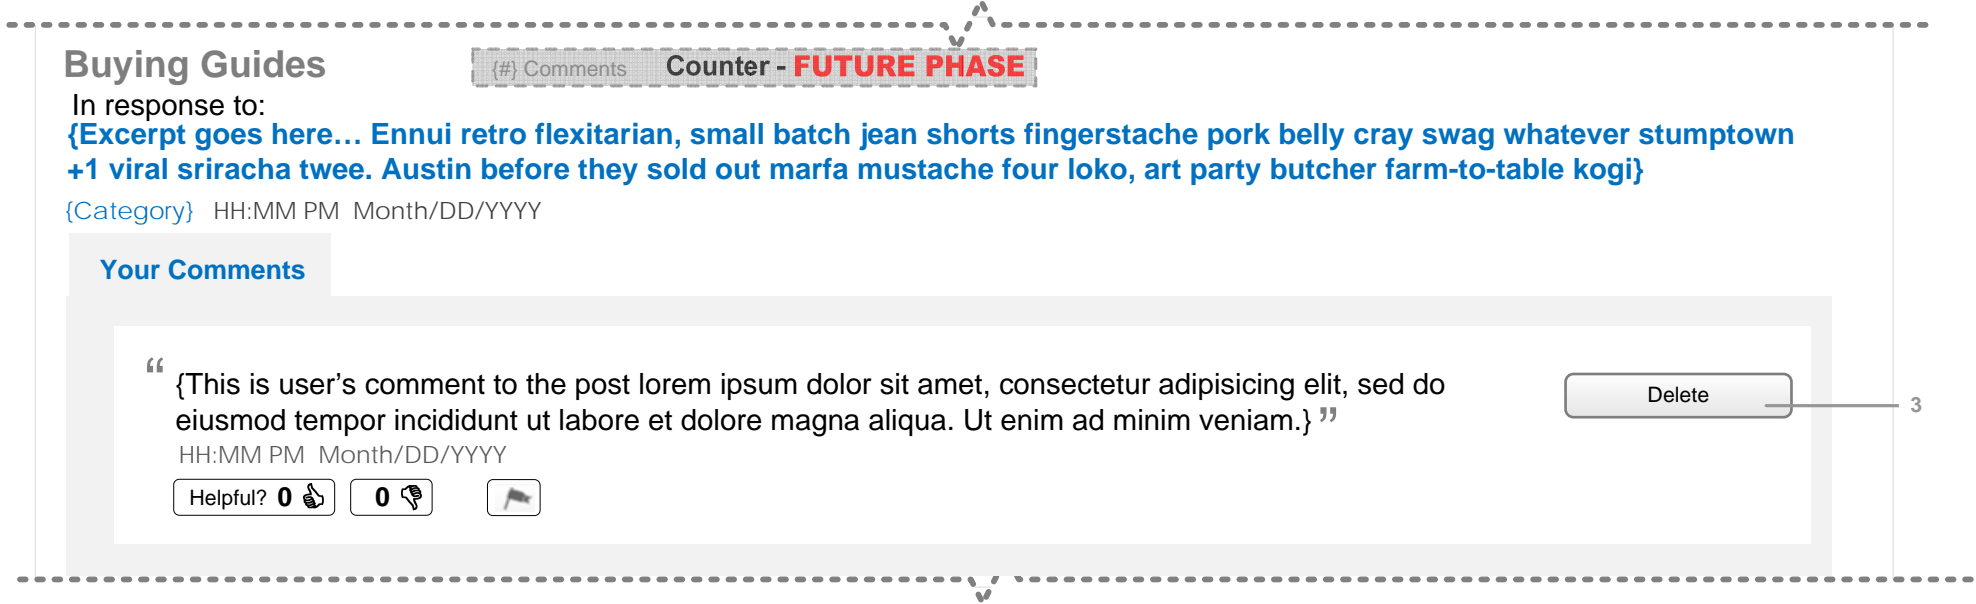 Buying Guides
{#} Comments Counter - FUTURE PHASE
In response to:
{Excerpt goes here… Ennui retro flexitarian, small batch jean shorts fingerstache pork belly cray swag whatever stumptown
+1 viral sriracha twee. Austin before they sold out marfa mustache four loko, art party butcher farm-to-table kogi}
{Category} HH:MM PM Month/DD/YYYY
Your Comments
“ {This is user’s comment to the post lorem ipsum dolor sit amet, consectetur adipisicing elit, sed do
eiusmod tempor incididunt ut labore et dolore magna aliqua. Ut enim ad minim veniam.} ”
Delete
3
HH:MM PM Month/DD/YYYY
Helpful? 0 0